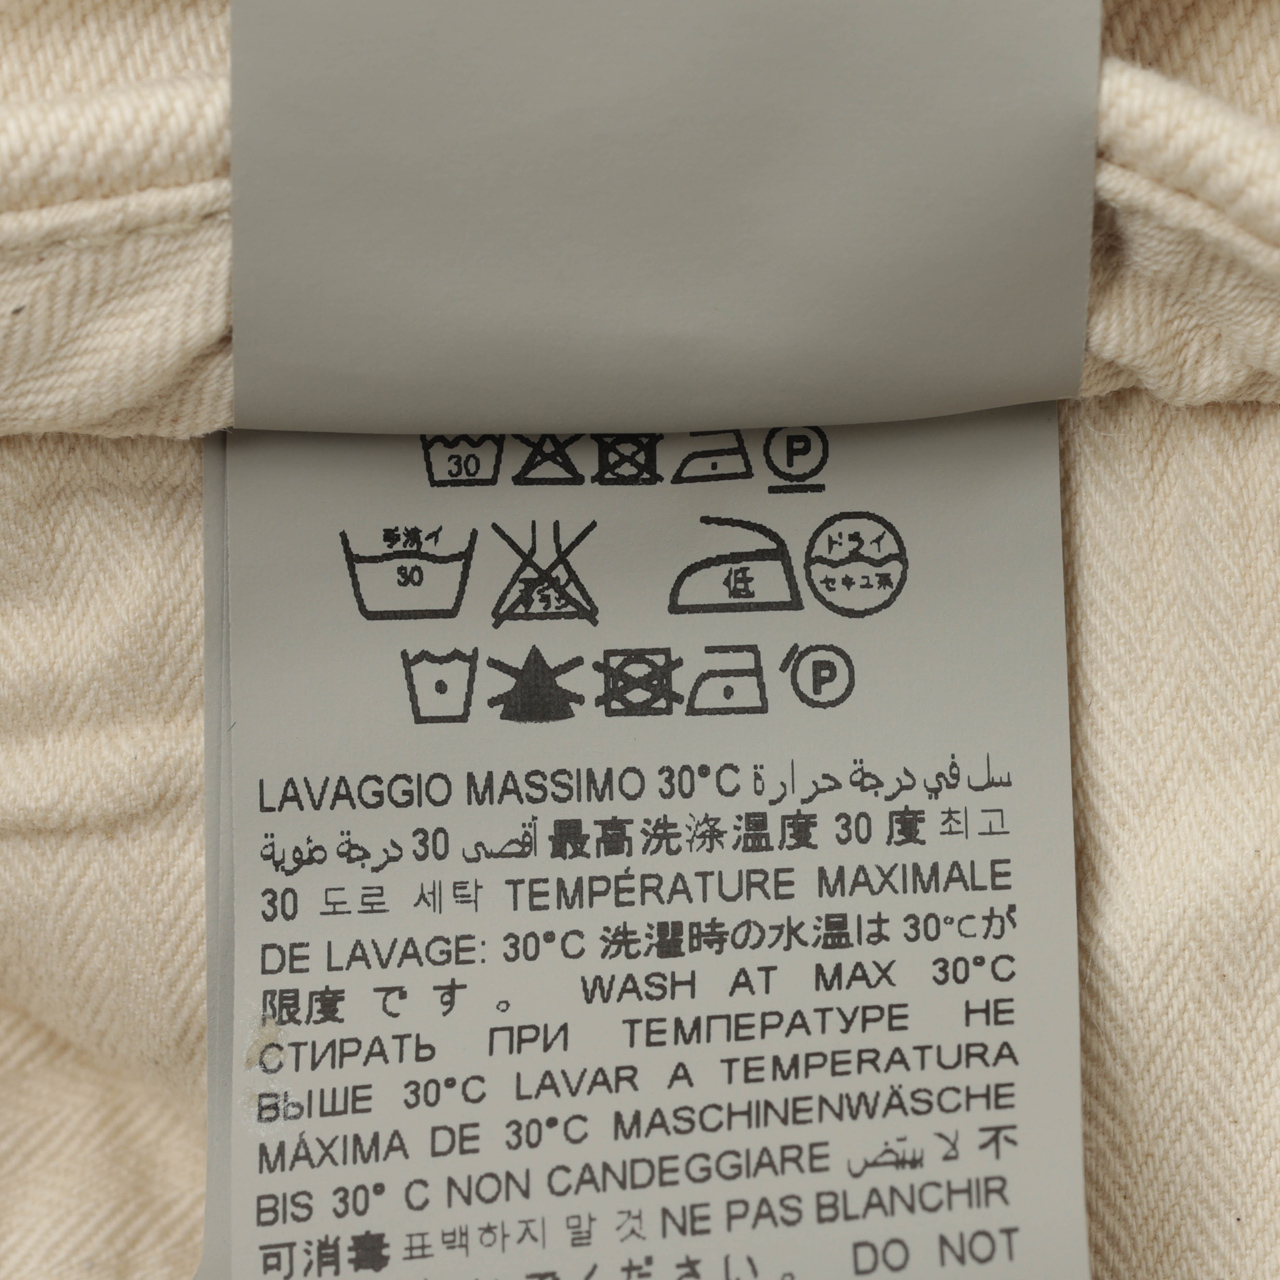 30 P
手洗イ ドライ
30 低 セキユ系
P
LAVAGGIO MASSIMO 30°C سل في درجة حرارة
أقصى 30 درجة مئوية 最高洗涤温度 30 度 최고
30 도로 세탁 TEMPÉRATURE MAXIMALE
DE LAVAGE: 30°C 洗濯時の水温は 30°Cが
限度です。 WASH AT MAX 30°C
СТИРАТЬ ПРИ ТЕМПЕРАТУРЕ НЕ
ВЫШЕ 30°C LAVAR A TEMPERATURA
MÁXIMA DE 30°C MASCHINENWÄSCHE
BIS 30° C NON CANDEGGIARE لا 不
可消毒 표백하지 말 것 NE PAS BLANCHIR
ください。 DO NOT